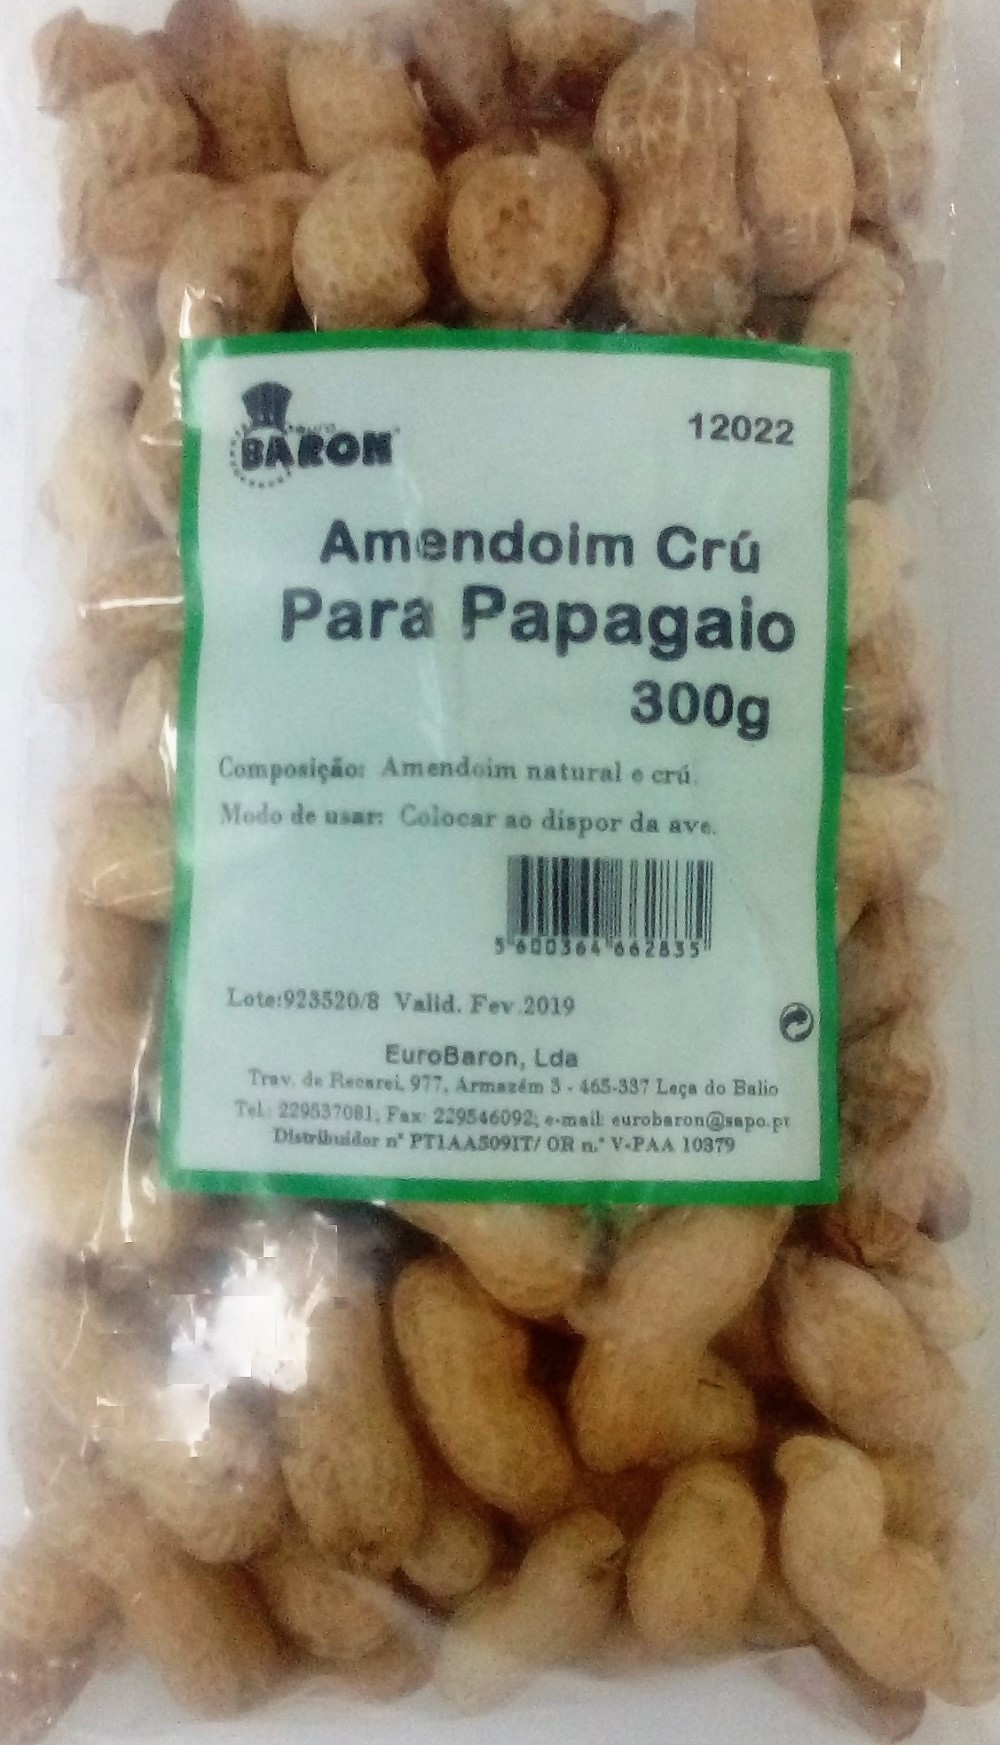 EURO
BARON
12022
Amendoim Crú
Para Papagaio
300g
Composição: Amendoim natural e crú.
Modo de usar: Colocar ao dispor da ave.
5 600364 662835
Lote:923520/8 Valid. Fev 2019
EuroBaron, Lda
Trav. de Recarei, 977, Armazém 3 - 465-337 Leça do Balio
Tel.: 229537081; Fax: 229546092; e-mail: eurobaron@sapo.pt
Distribuidor nº PT1AA509IT/ OR n.º V-PAA 10379